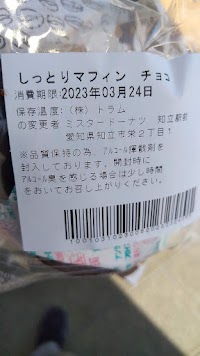 しっとりマフィン チョコ
消費期限:2023年03月24日
保存温度:(株)トラム
の変更者 ミスタードーナツ 知立駅前
愛知県知立市栄2丁目1
※品質保持の為、アルコール揮散剤を
封入しております、開封時に
アルコール臭を感じる場合は少し時間
をおいてお召し上がりください。